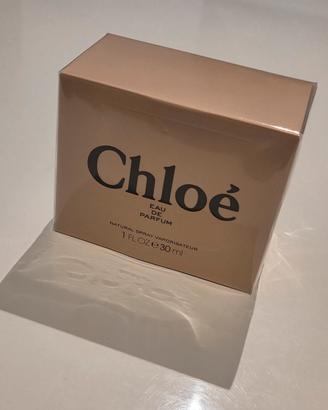 Chloé
EAU
DE
PARFUM
NATURAL SPRAY VAPORISATEUR
1 FL OZ ℮ 30 ml